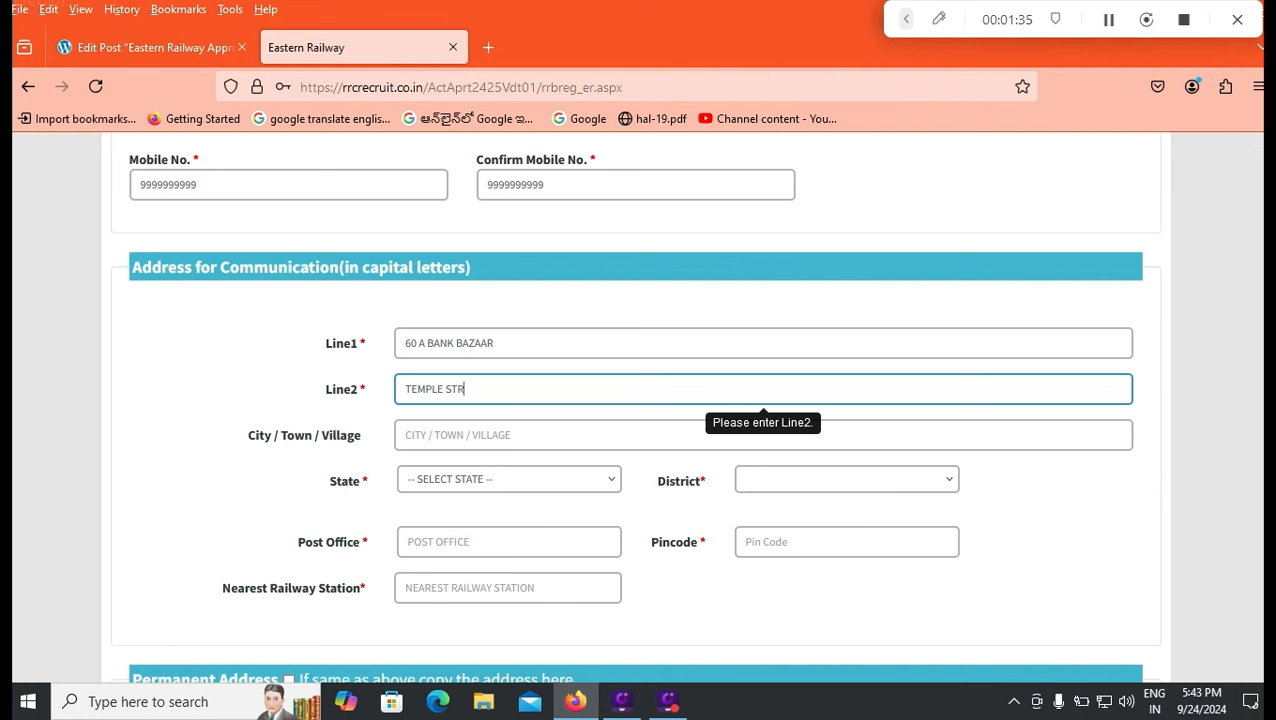 File Edit View History Bookmarks Tools Help
00:01:35
Edit Post "Eastern Railway Appre
Eastern Railway
https://rrcrecruit.co.in/ActAprt2425Vdt01/rrbreg_er.aspx
Import bookmarks... Getting Started google translate englis... ఆన్‌లైన్‌లో Google ఇ... Google hal-19.pdf Channel content - You...
Mobile No. * Confirm Mobile No. *
9999999999 9999999999
Address for Communication(in capital letters)
Line1 * 60 A BANK BAZAAR
Line2 * TEMPLE STR
Please enter Line2.
City / Town / Village CITY / TOWN / VILLAGE
State * -- SELECT STATE -- District*
Post Office * POST OFFICE Pincode * Pin Code
Nearest Railway Station* NEAREST RAILWAY STATION
Permanent Address If same as above copy the address here
Type here to search
ENG 5:43 PM
IN 9/24/2024